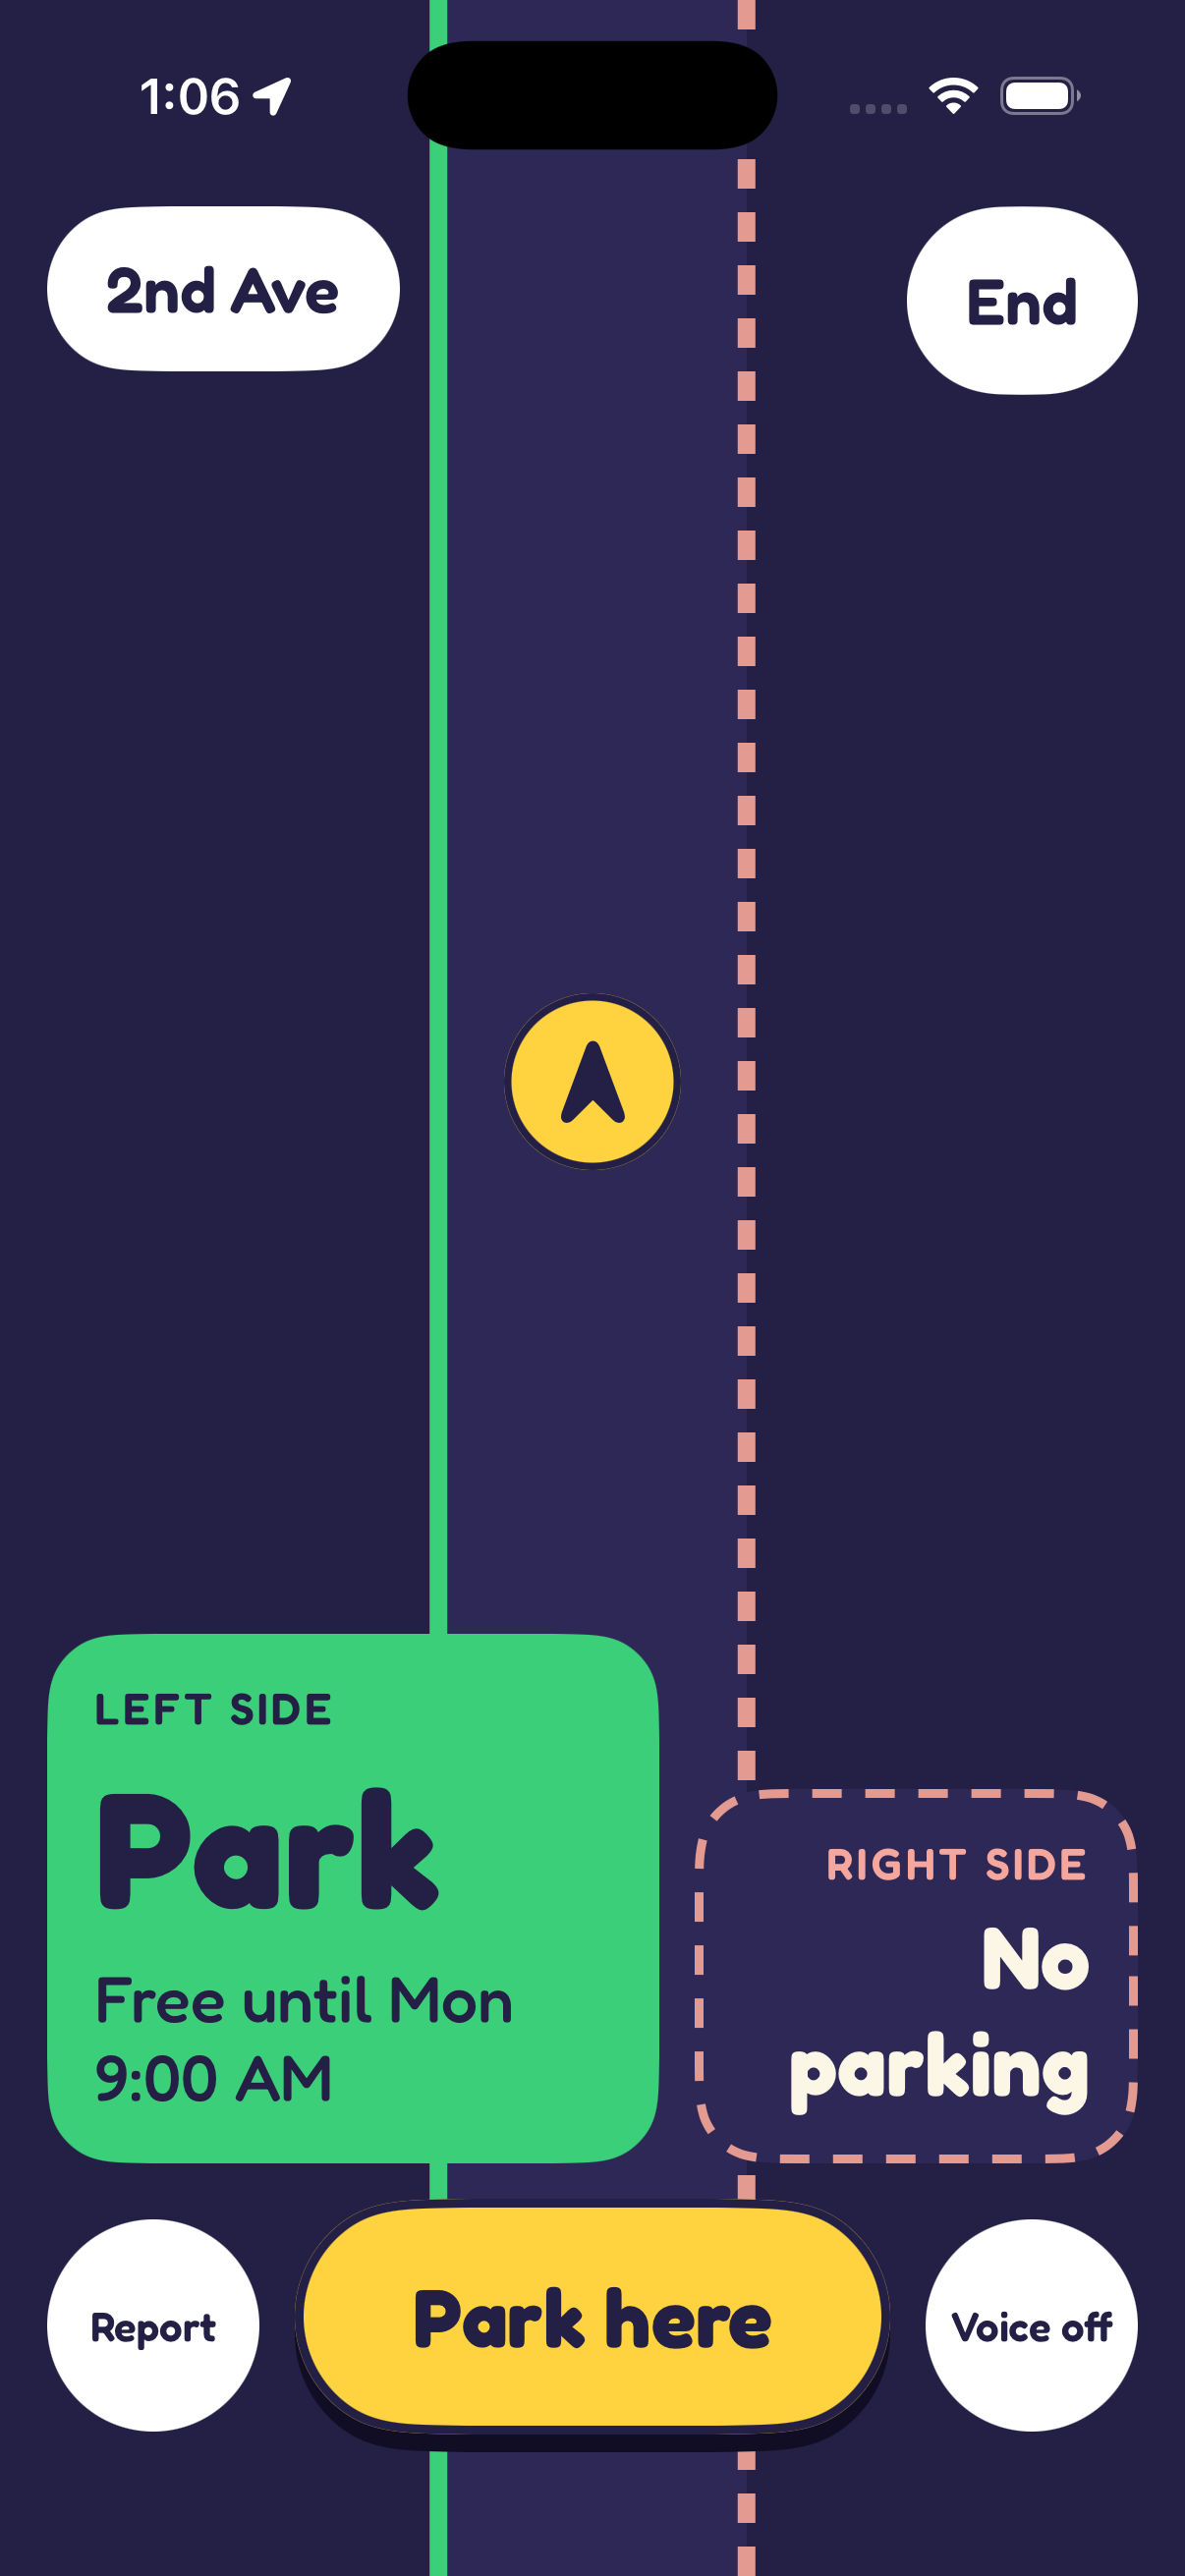 1:06
2nd Ave
End
LEFT SIDE
Park
Free until Mon
9:00 AM
RIGHT SIDE
No
parking
Report
Park here
Voice off